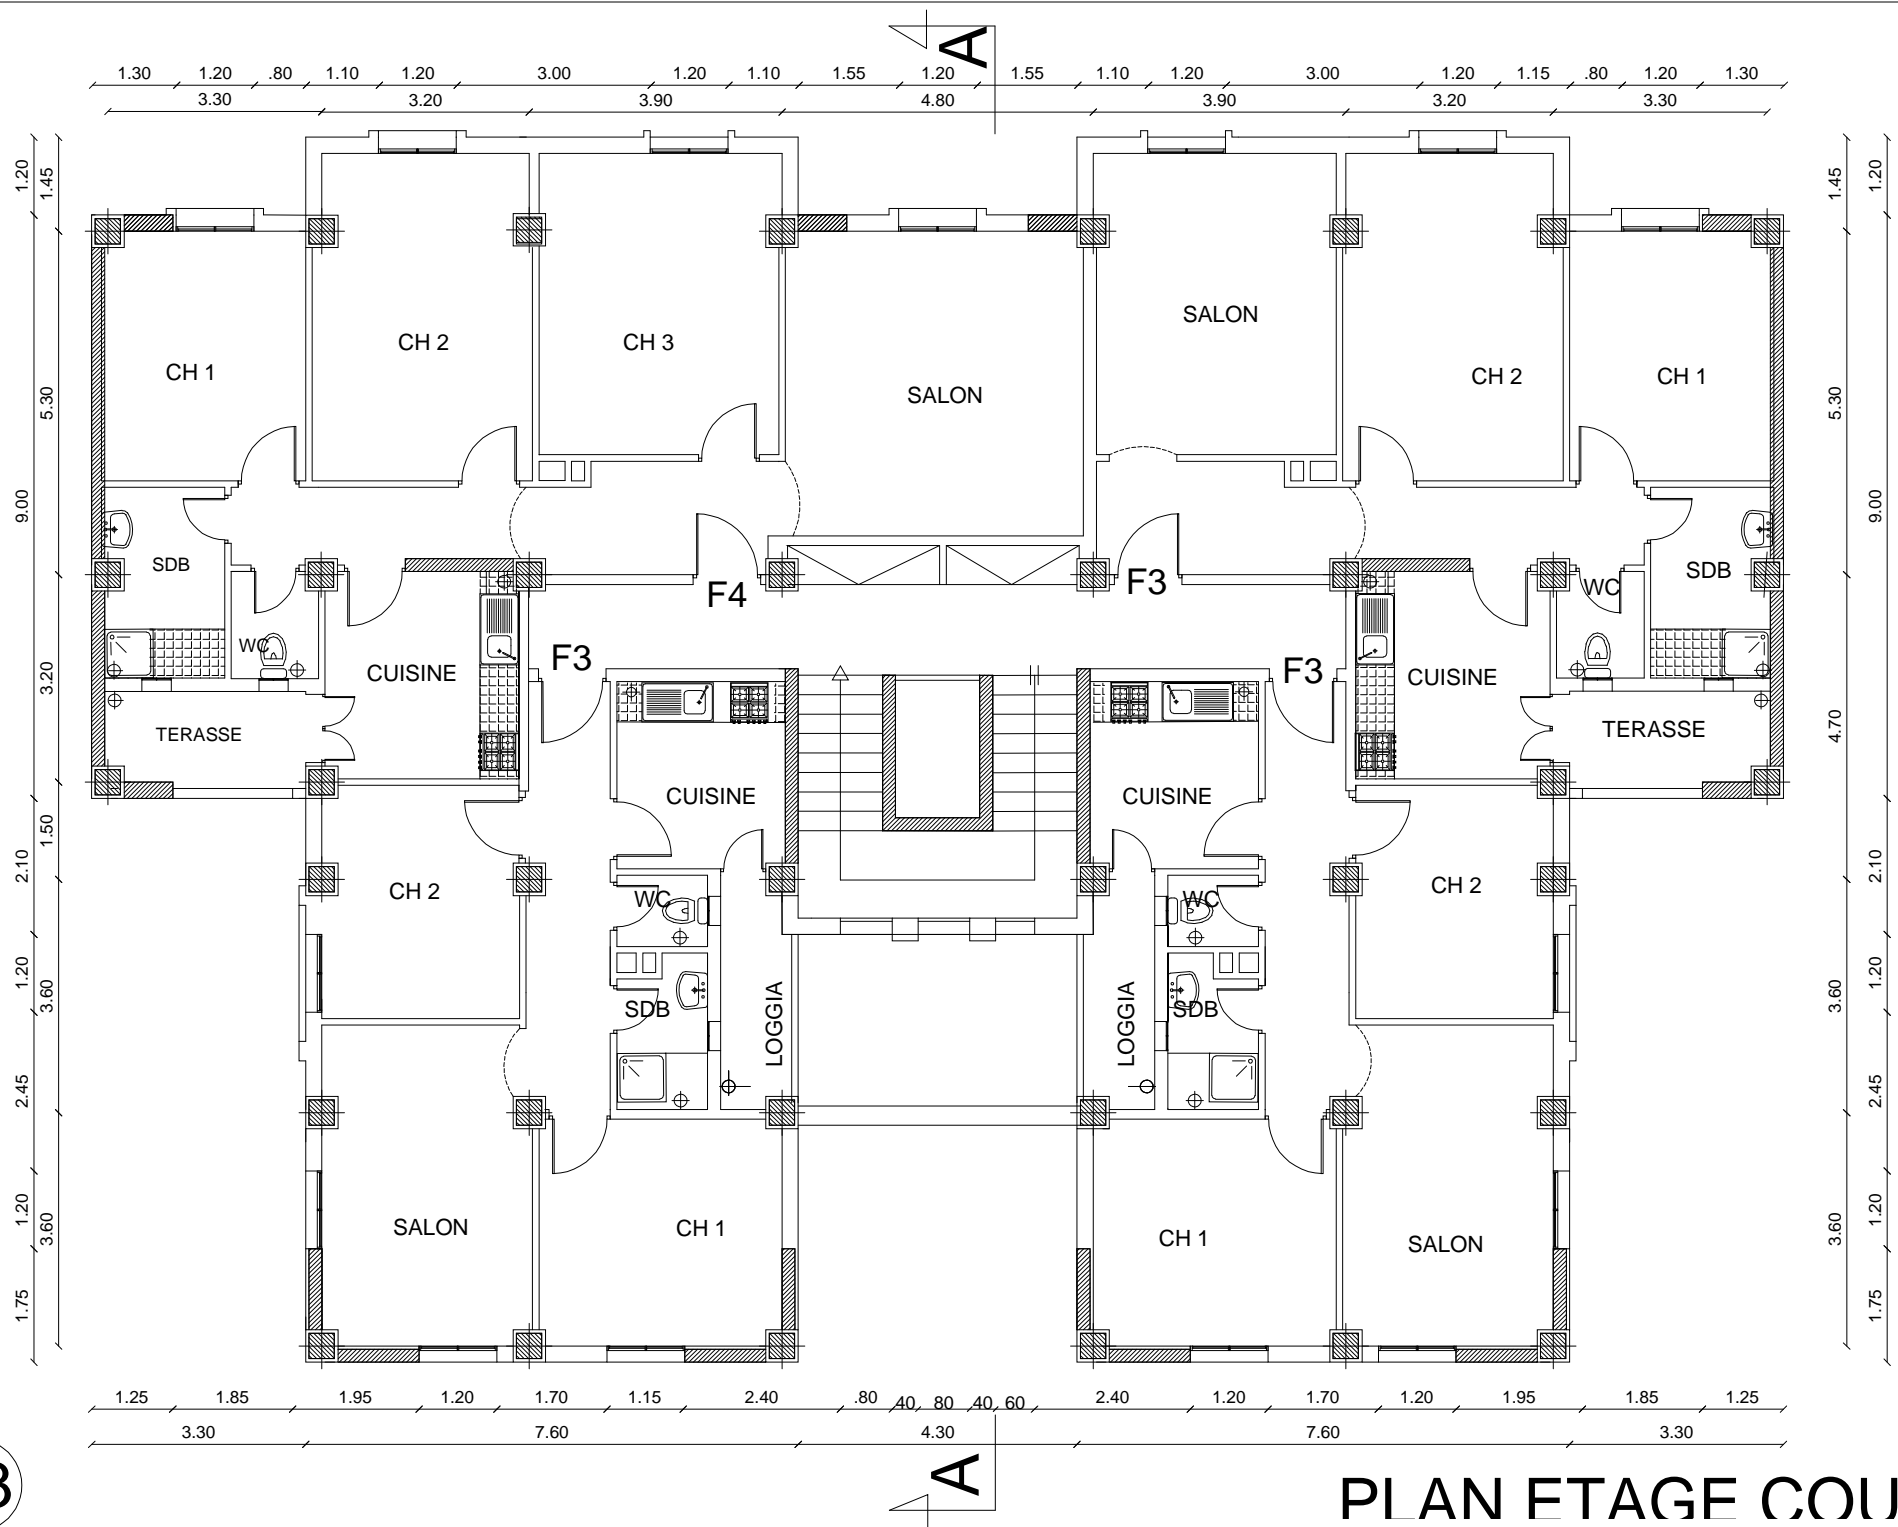 A
1.30 1.20 .80 1.10 1.20 3.00 1.20 1.10 1.55 1.20 1.55 1.10 1.20 3.00 1.20 1.15 .80 1.20 1.30
3.30 3.20 3.90 4.80 3.90 3.20 3.30
1.20 1.45 1.45 1.20
5.30 5.30
9.00 9.00
3.20 4.70
1.50
2.10 2.10
1.20 3.60 3.60 1.20
2.45 2.45
1.20 3.60 3.60 1.20
1.75 1.75
SALON
CH 2 CH 3
CH 1 CH 2 CH 1
SALON
SDB SDB
F4 F3 WC
WC F3 F3
CUISINE CUISINE
TERASSE TERASSE
CUISINE CUISINE
CH 2 CH 2
WC WC
SDB LOGGIA LOGGIA SDB
SALON CH 1 CH 1 SALON
1.25 1.85 1.95 1.20 1.70 1.15 2.40 .80 40 80 40 60 2.40 1.20 1.70 1.20 1.95 1.85 1.25
3.30 7.60 4.30 7.60 3.30
A
PLAN ETAGE COU